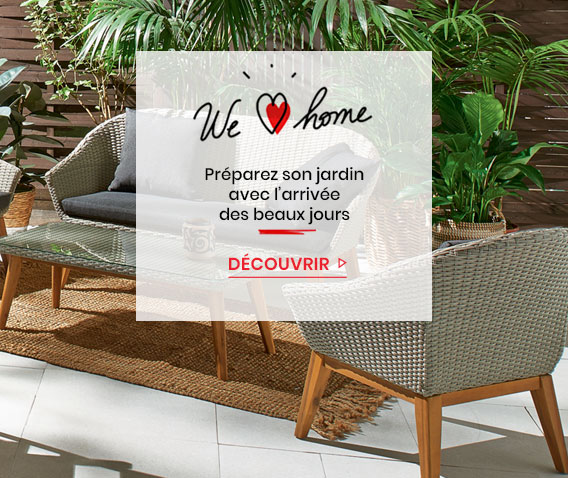 We ❤ home
Préparez son jardin
avec l'arrivée
des beaux jours
DÉCOUVRIR ▷